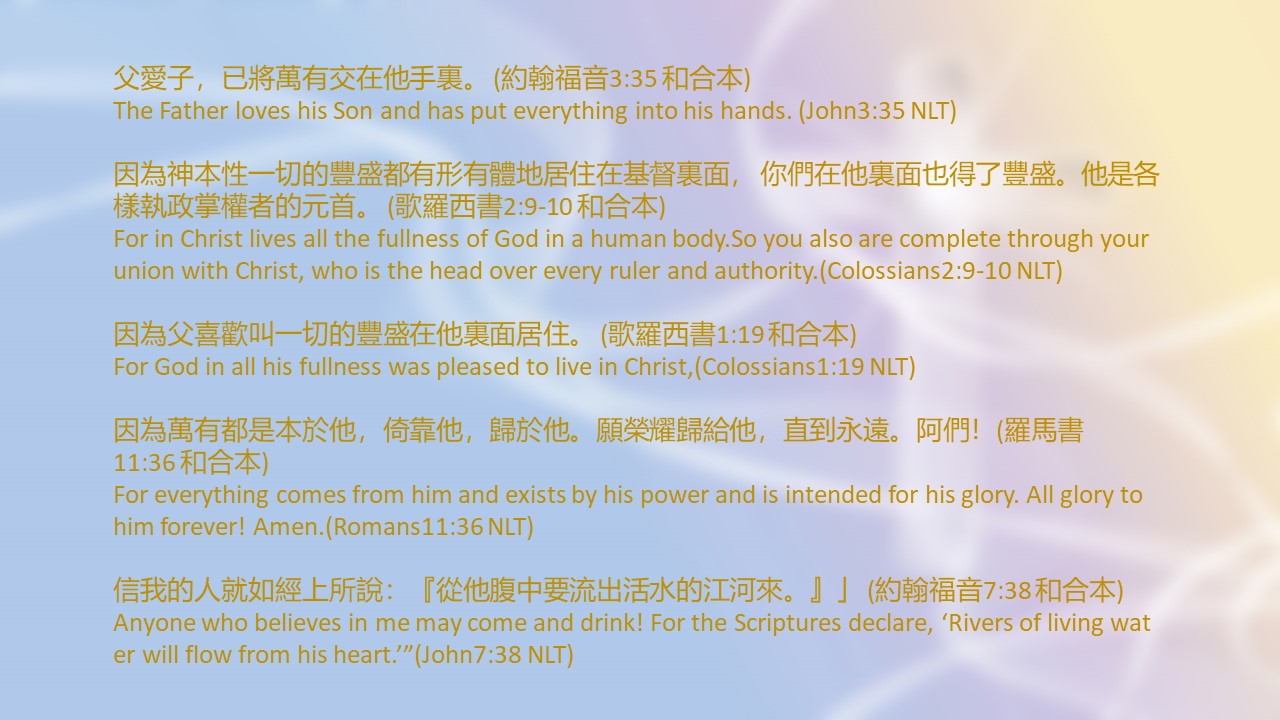 父愛子，已將萬有交在他手裏。 (約翰福音3:35 和合本)
The Father loves his Son and has put everything into his hands. (John3:35 NLT)
因為神本性一切的豐盛都有形有體地居住在基督裏面，你們在他裏面也得了豐盛。他是各
樣執政掌權者的元首。 (歌羅西書2:9-10 和合本)
For in Christ lives all the fullness of God in a human body.So you also are complete through your
union with Christ, who is the head over every ruler and authority.(Colossians2:9-10 NLT)
因為父喜歡叫一切的豐盛在他裏面居住。 (歌羅西書1:19 和合本)
For God in all his fullness was pleased to live in Christ,(Colossians1:19 NLT)
因為萬有都是本於他，倚靠他，歸於他。願榮耀歸給他，直到永遠。阿們！(羅馬書
11:36 和合本)
For everything comes from him and exists by his power and is intended for his glory. All glory to
him forever! Amen.(Romans11:36 NLT)
信我的人就如經上所說：『從他腹中要流出活水的江河來。』」 (約翰福音7:38 和合本)
Anyone who believes in me may come and drink! For the Scriptures declare, ‘Rivers of living wat
er will flow from his heart.’”(John7:38 NLT)